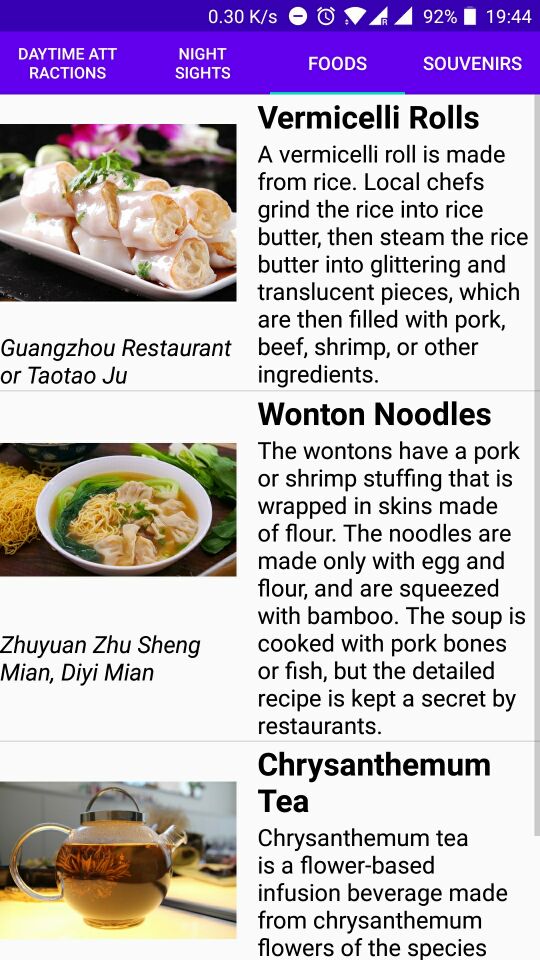 0.30 K/s 92% 19:44
DAYTIME ATT
RACTIONS
NIGHT
SIGHTS
FOODS
SOUVENIRS
Vermicelli Rolls
A vermicelli roll is made
from rice. Local chefs
grind the rice into rice
butter, then steam the rice
butter into glittering and
translucent pieces, which
are then filled with pork,
beef, shrimp, or other
ingredients.
Guangzhou Restaurant
or Taotao Ju
Wonton Noodles
The wontons have a pork
or shrimp stuffing that is
wrapped in skins made
of flour. The noodles are
made only with egg and
flour, and are squeezed
with bamboo. The soup is
cooked with pork bones
or fish, but the detailed
recipe is kept a secret by
restaurants.
Zhuyuan Zhu Sheng
Mian, Diyi Mian
Chrysanthemum
Tea
Chrysanthemum tea
is a flower-based
infusion beverage made
from chrysanthemum
flowers of the species